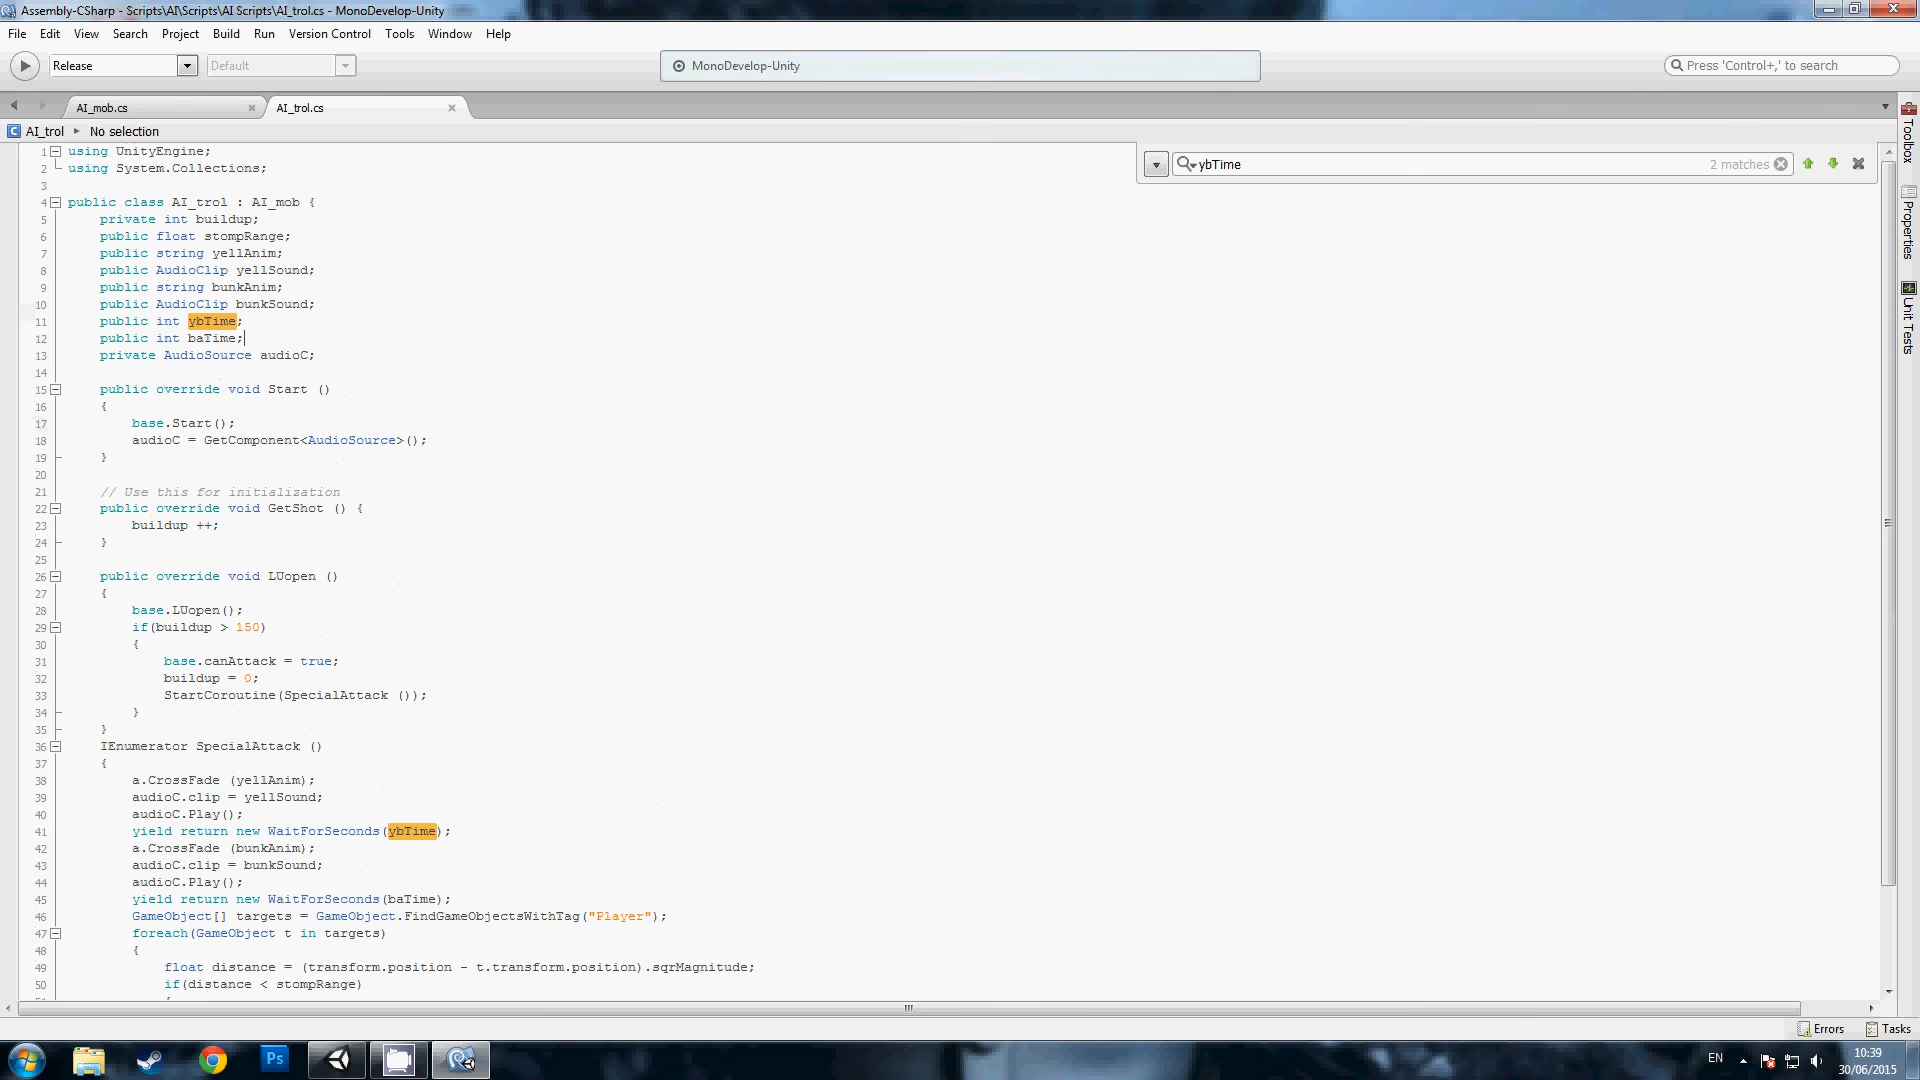 Assembly-CSharp - Scripts\AI\Scripts\AI Scripts\AI_trol.cs - MonoDevelop-Unity
File Edit View Search Project Build Run Version Control Tools Window Help
Release Default MonoDevelop-Unity Press 'Control+,' to search
AI_mob.cs AI_trol.cs
AI_trol No selection
ybTime 2 matches
1 using UnityEngine;
2 using System.Collections;
3
4 public class AI_trol : AI_mob {
5 private int buildup;
6 public float stompRange;
7 public string yellAnim;
8 public AudioClip yellSound;
9 public string bunkAnim;
10 public AudioClip bunkSound;
11 public int ybTime;
12 public int baTime;
13 private AudioSource audioC;
14
15 public override void Start ()
16 {
17 base.Start();
18 audioC = GetComponent<AudioSource>();
19 }
20
21 // Use this for initialization
22 public override void GetShot () {
23 buildup ++;
24 }
25
26 public override void LUopen ()
27 {
28 base.LUopen();
29 if(buildup > 150)
30 {
31 base.canAttack = true;
32 buildup = 0;
33 StartCoroutine(SpecialAttack ());
34 }
35 }
36 IEnumerator SpecialAttack ()
37 {
38 a.CrossFade (yellAnim);
39 audioC.clip = yellSound;
40 audioC.Play();
41 yield return new WaitForSeconds(ybTime);
42 a.CrossFade (bunkAnim);
43 audioC.clip = bunkSound;
44 audioC.Play();
45 yield return new WaitForSeconds(baTime);
46 GameObject[] targets = GameObject.FindGameObjectsWithTag("Player");
47 foreach(GameObject t in targets)
48 {
49 float distance = (transform.position - t.transform.position).sqrMagnitude;
50 if(distance < stompRange)
Toolbox
Properties
Unit Tests
Errors Tasks
Ps
EN
10:39
30/06/2015